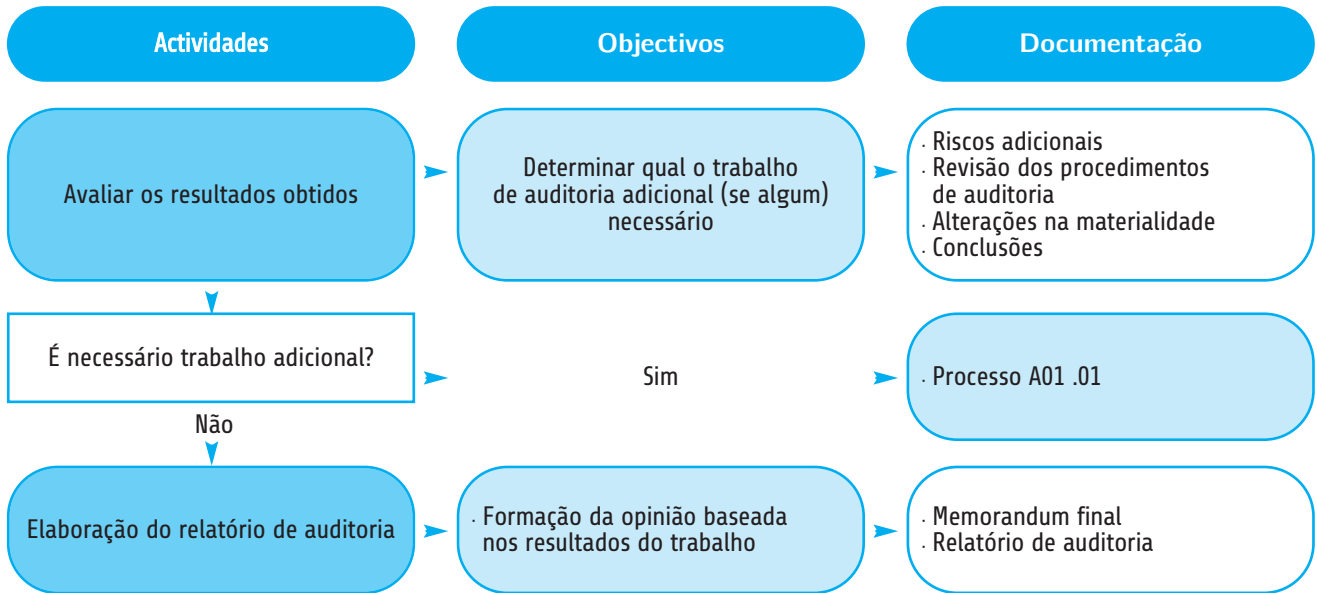 Actividades
Objectivos
Documentação
Avaliar os resultados obtidos
Determinar qual o trabalho
de auditoria adicional (se algum)
necessário
· Riscos adicionais
· Revisão dos procedimentos
de auditoria
· Alterações na materialidade
· Conclusões
É necessário trabalho adicional?
Sim
· Processo A01 .01
Não
Elaboração do relatório de auditoria
· Formação da opinião baseada
nos resultados do trabalho
· Memorandum final
· Relatório de auditoria